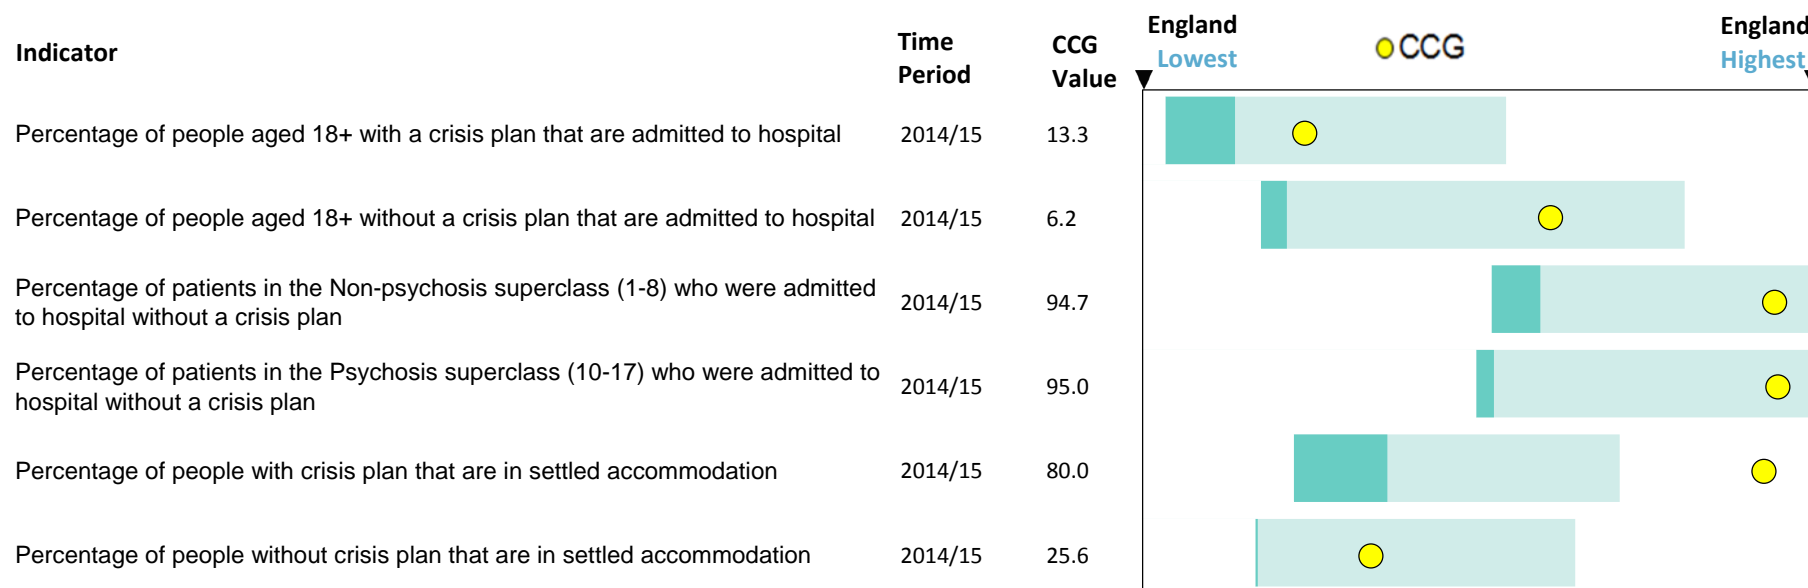 Indicator
Time
Period
CCG
Value
England
Lowest
CCG
England
Highest
Percentage of people aged 18+ with a crisis plan that are admitted to hospital 2014/15 13.3
Percentage of people aged 18+ without a crisis plan that are admitted to hospital 2014/15 6.2
Percentage of patients in the Non-psychosis superclass (1-8) who were admitted
to hospital without a crisis plan
2014/15 94.7
Percentage of patients in the Psychosis superclass (10-17) who were admitted to
hospital without a crisis plan
2014/15 95.0
Percentage of people with crisis plan that are in settled accommodation 2014/15 80.0
Percentage of people without crisis plan that are in settled accommodation 2014/15 25.6